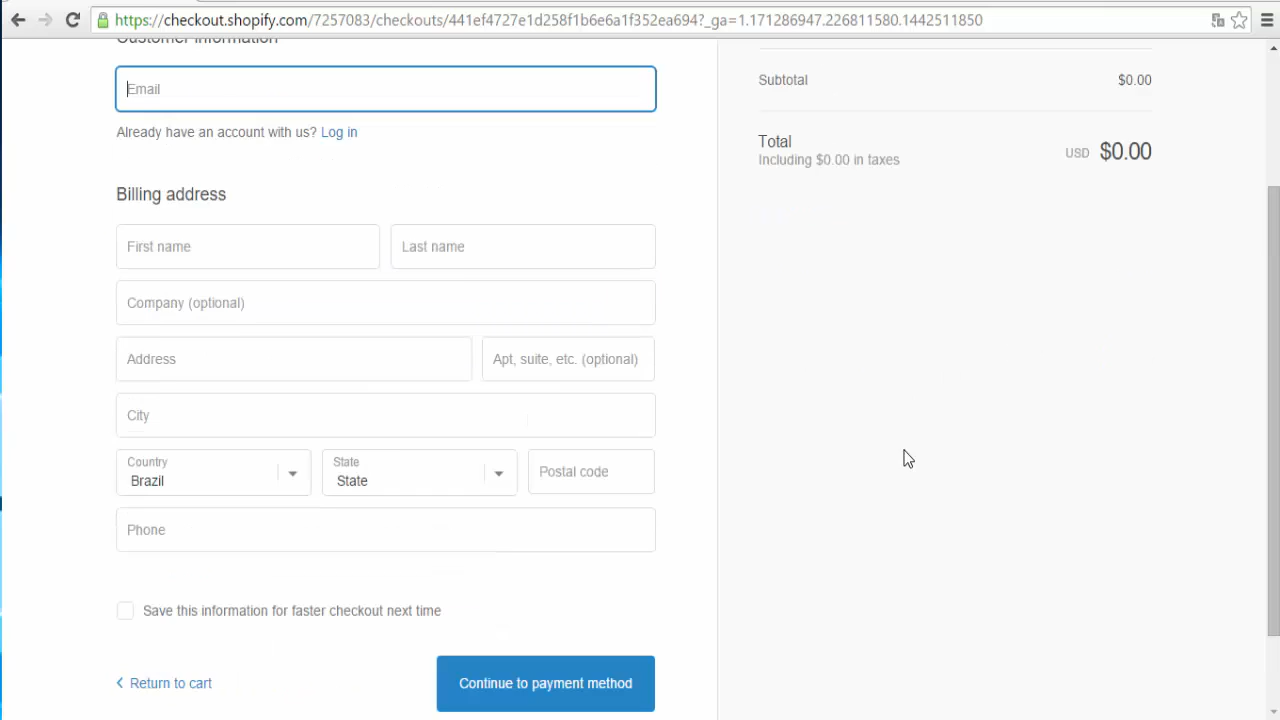 https://checkout.shopify.com/7257083/checkouts/441ef4727e1d258f1b6e6a1f352ea694?_ga=1.171286947.226811580.1442511850
Customer information
Email
Already have an account with us? Log in
Billing address
First name
Last name
Company (optional)
Address
Apt, suite, etc. (optional)
City
Country
Brazil
State
State
Postal code
Phone
Save this information for faster checkout next time
Return to cart
Continue to payment method
Subtotal
$0.00
Total
Including $0.00 in taxes
USD $0.00